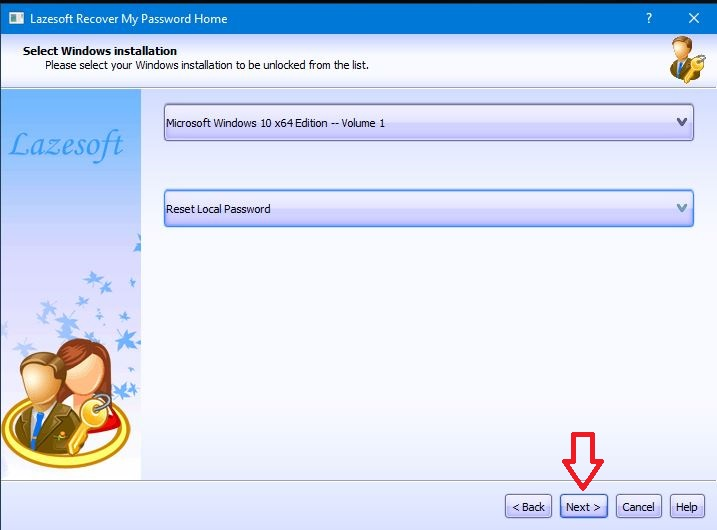 Lazesoft Recover My Password Home
?
Select Windows installation
Please select your Windows installation to be unlocked from the list.
Lazesoft
Microsoft Windows 10 x64 Edition -- Volume 1
Reset Local Password
< Back Next > Cancel Help